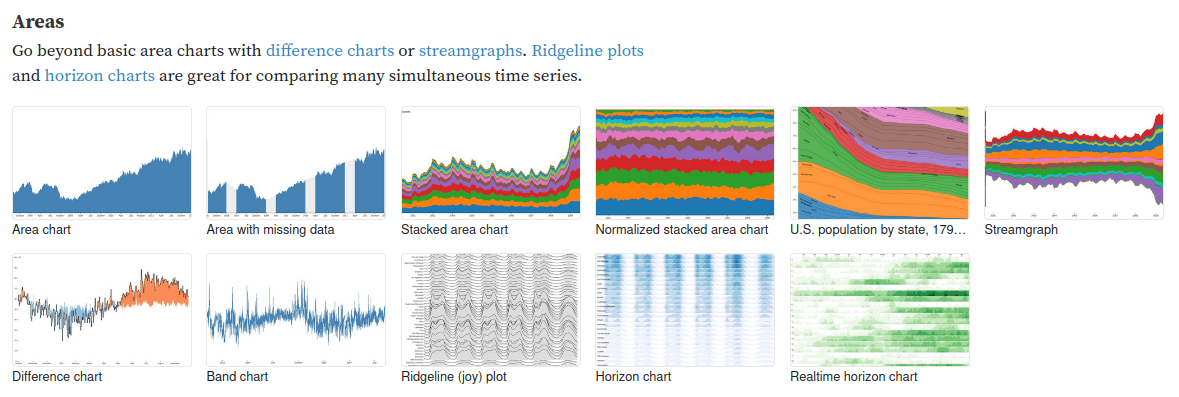 Areas
Go beyond basic area charts with difference charts or streamgraphs. Ridgeline plots
and horizon charts are great for comparing many simultaneous time series.
Area chart
Area with missing data
Stacked area chart
Normalized stacked area chart
U.S. population by state, 179…
Streamgraph
Difference chart
Band chart
Ridgeline (joy) plot
Horizon chart
Realtime horizon chart